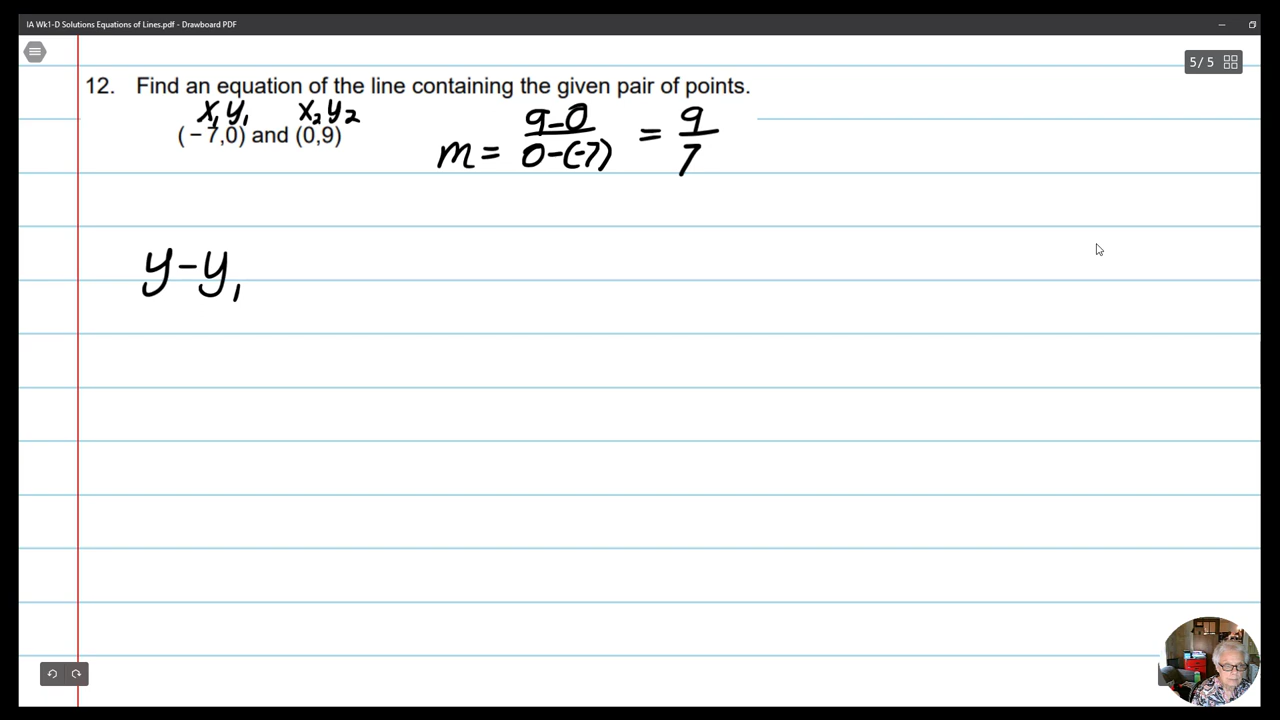 IA Wk1-D Solutions Equations of Lines.pdf - Drawboard PDF
5/5
12. Find an equation of the line containing the given pair of points.
x₁ y₁ x₂ y₂
(-7,0) and (0,9)
m = (9-0)/(0-(-7)) = 9/7
y-y₁